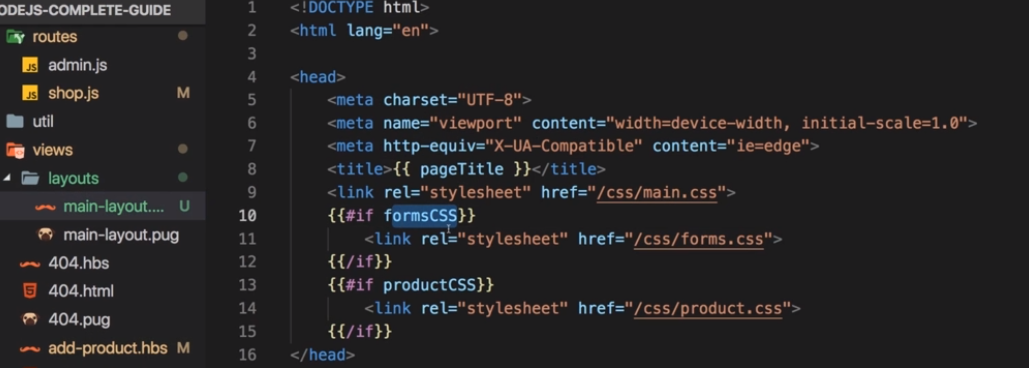 ODEJS-COMPLETE-GUIDE
routes
JS admin.js
JS shop.js M
util
views
layouts
main-layout.... U
main-layout.pug
404.hbs
404.html
404.pug
add-product.hbs M
1 <!DOCTYPE html>
2 <html lang="en">
3
4 <head>
5 <meta charset="UTF-8">
6 <meta name="viewport" content="width=device-width, initial-scale=1.0">
7 <meta http-equiv="X-UA-Compatible" content="ie=edge">
8 <title>{{ pageTitle }}</title>
9 <link rel="stylesheet" href="/css/main.css">
10 {{#if formsCSS}}
11 <link rel="stylesheet" href="/css/forms.css">
12 {{/if}}
13 {{#if productCSS}}
14 <link rel="stylesheet" href="/css/product.css">
15 {{/if}}
16 </head>